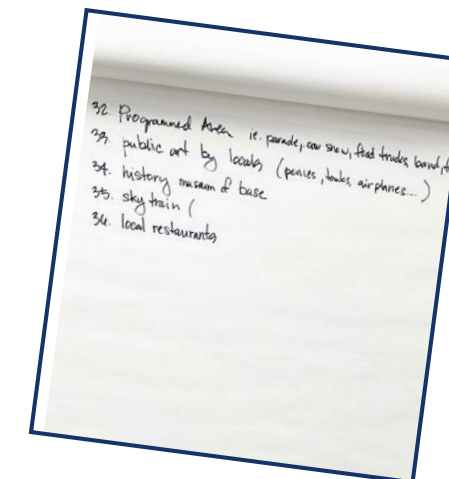 32. Programmed Area ie. parade, car show, food trucks, band,
33. public art by locals (ponies, tanks, airplanes...)
34. history museum of base
35. sky train (
36. local restaurants